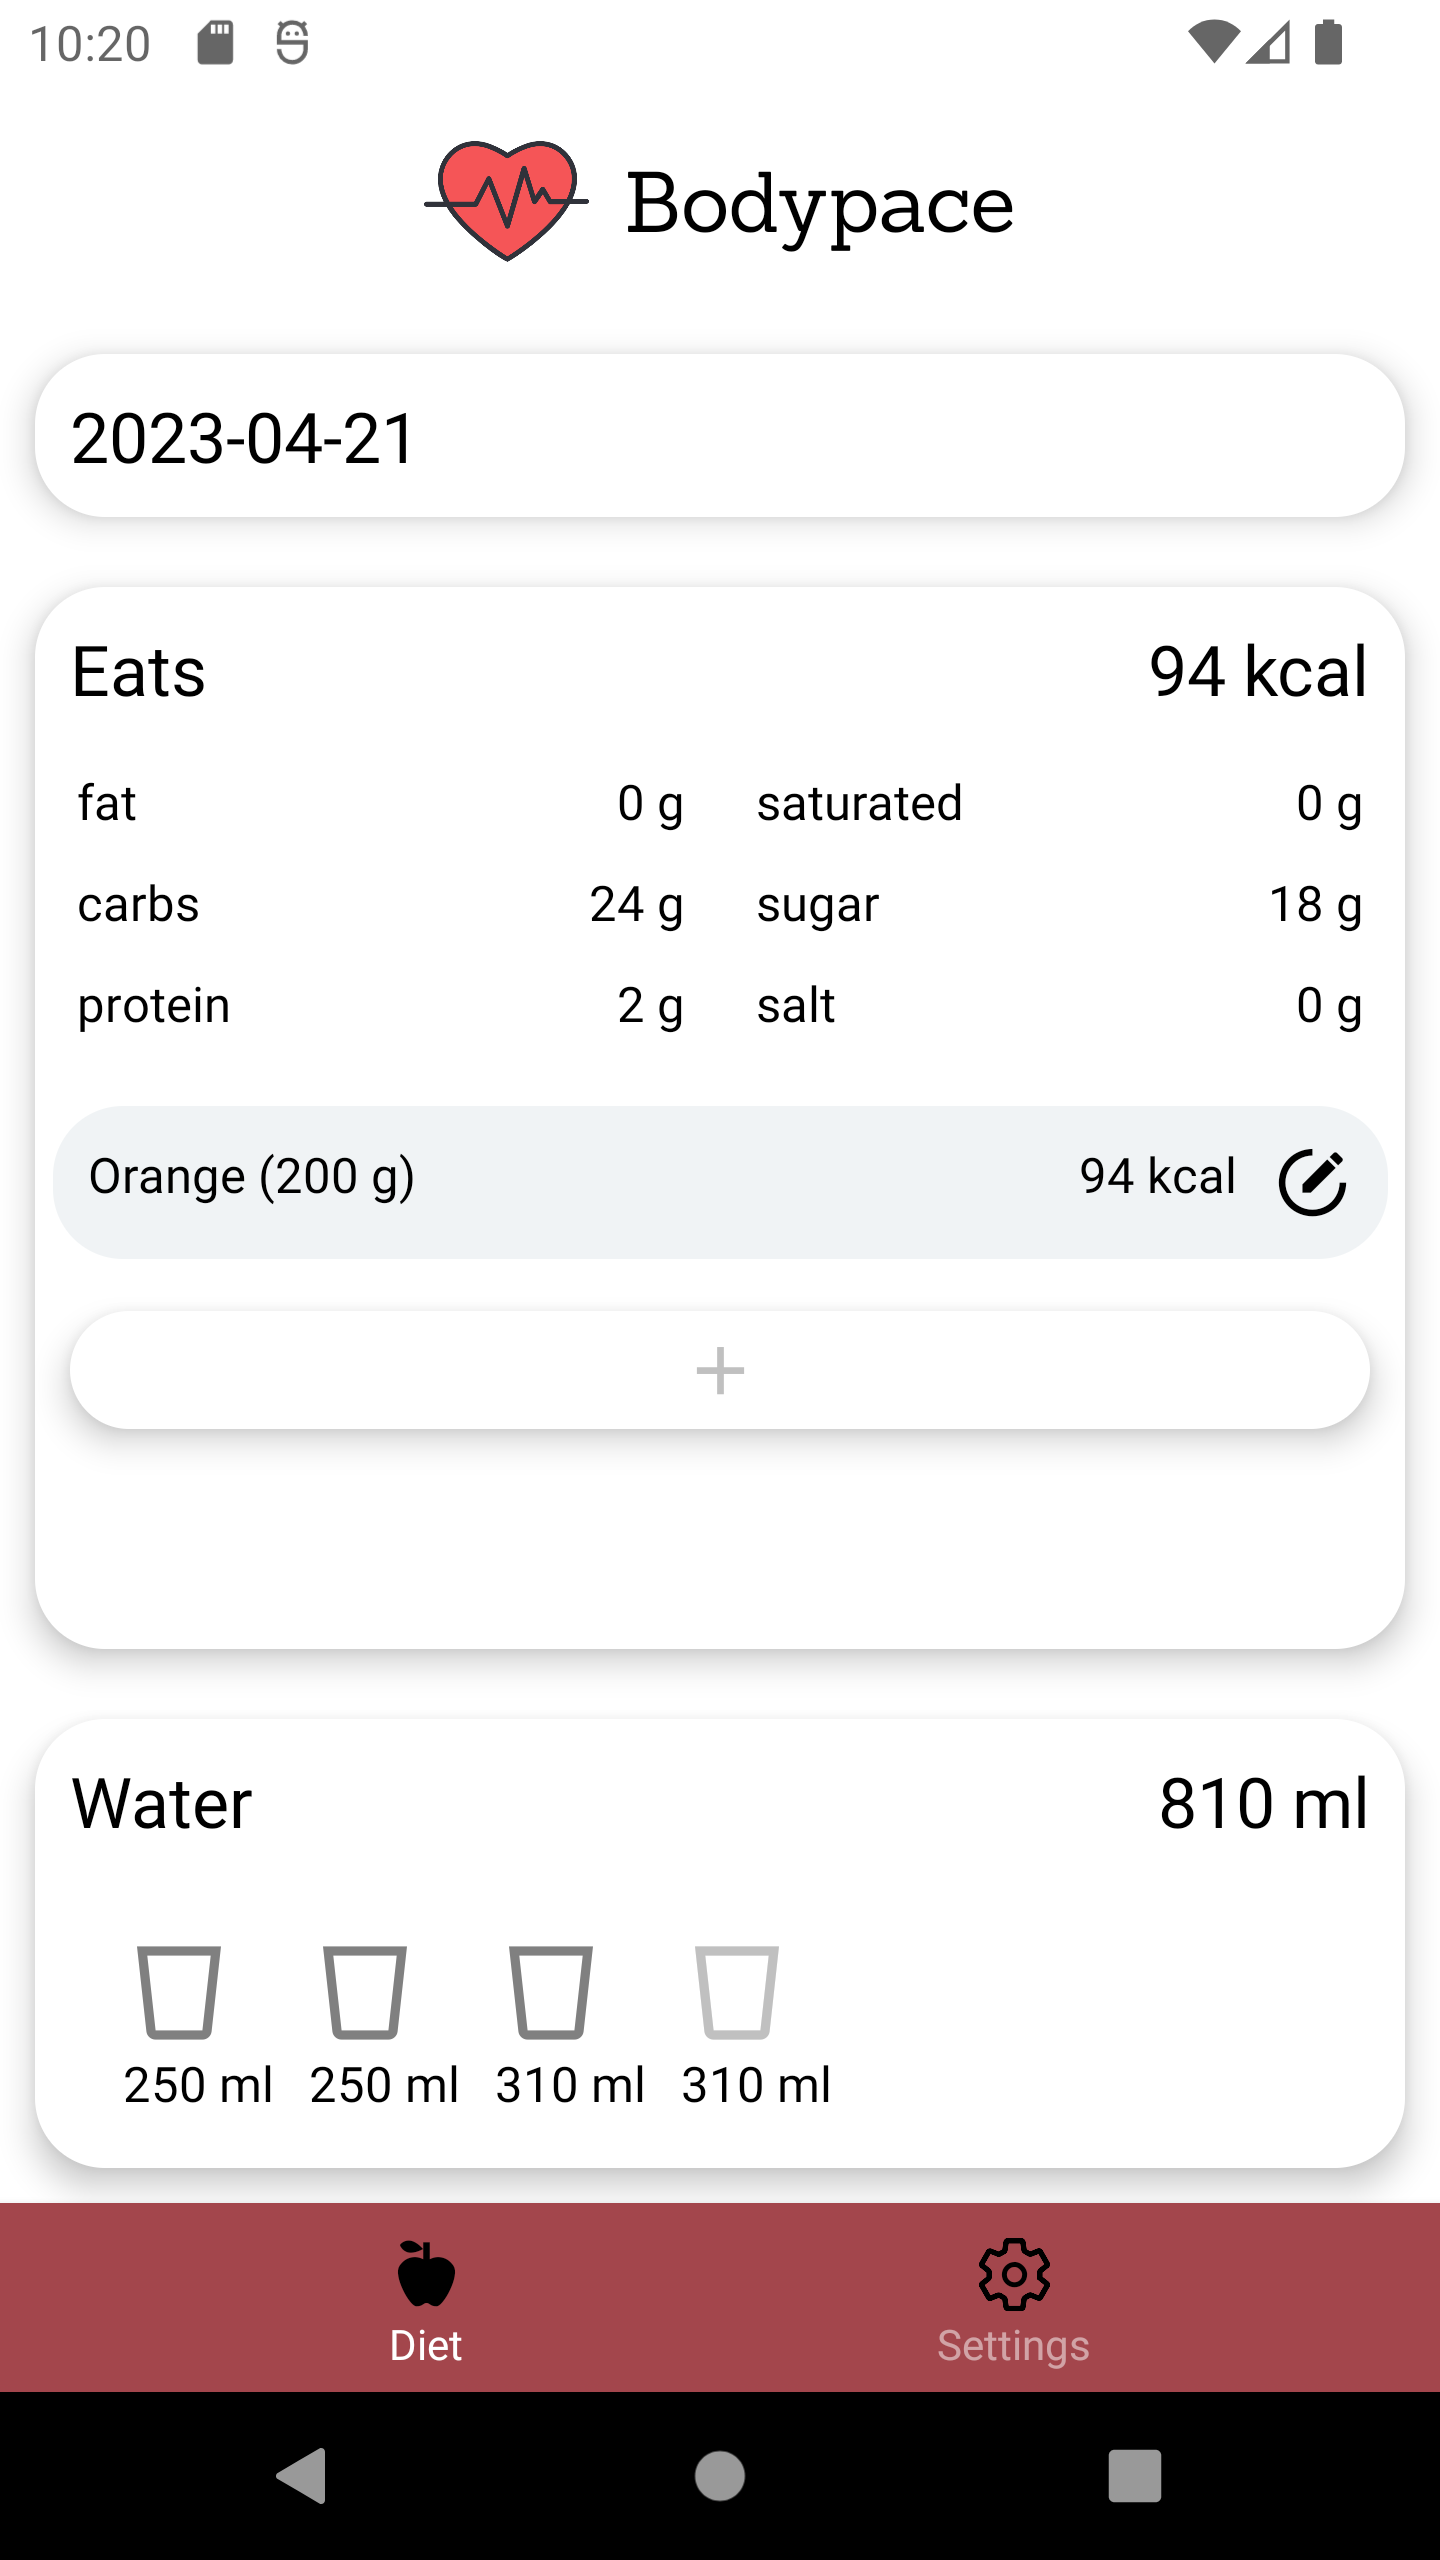 10:20
Bodypace
2023-04-21
Eats 94 kcal
fat 0 g saturated 0 g
carbs 24 g sugar 18 g
protein 2 g salt 0 g
Orange (200 g) 94 kcal
Water 810 ml
250 ml 250 ml 310 ml 310 ml
Diet Settings